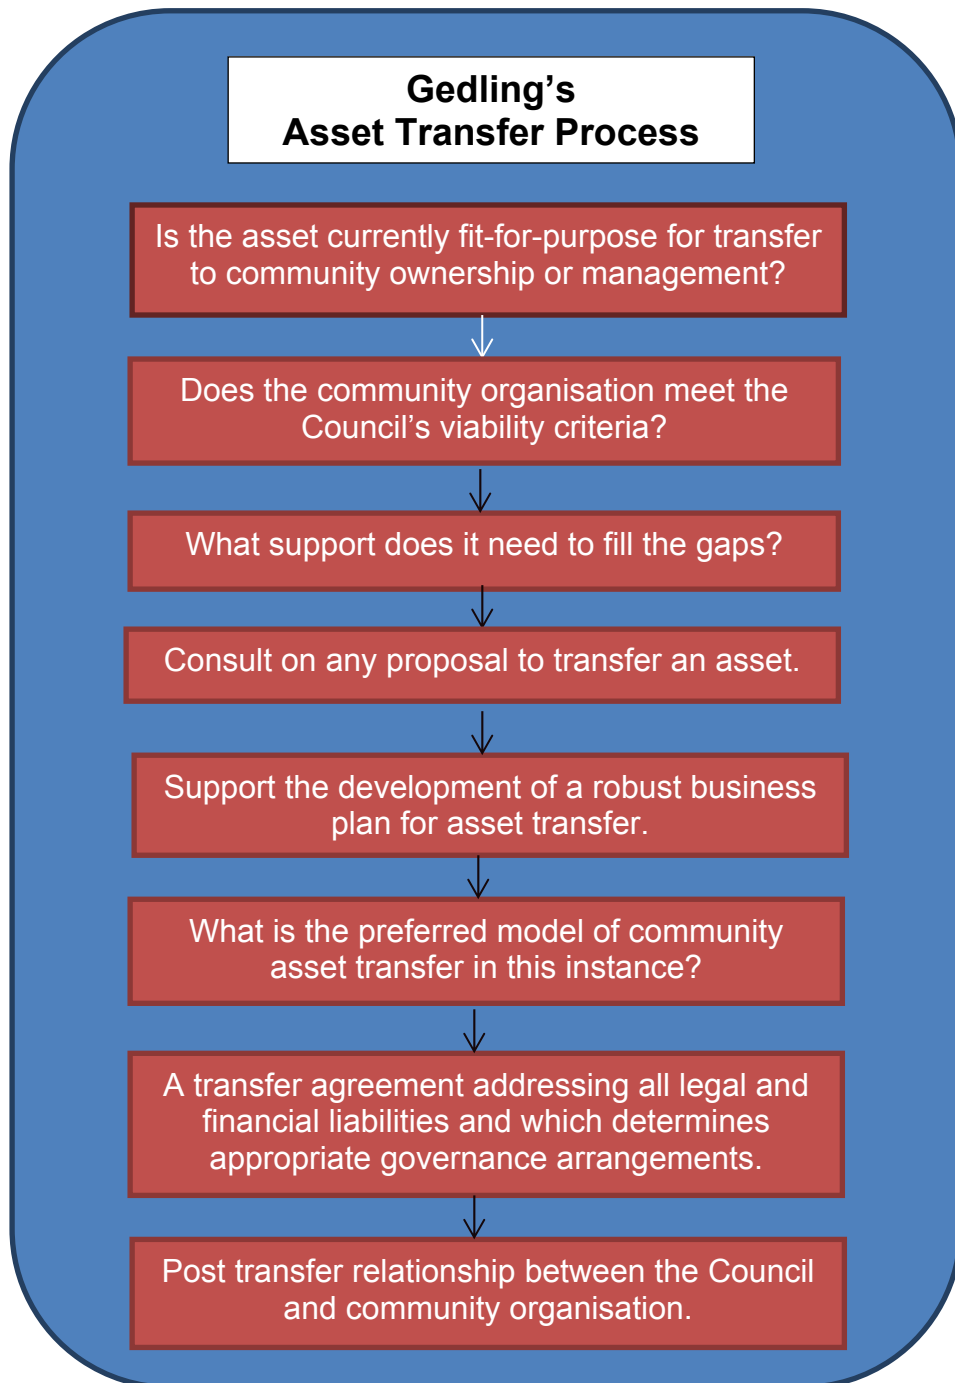 Gedling’s
Asset Transfer Process
Is the asset currently fit-for-purpose for transfer
to community ownership or management?
Does the community organisation meet the
Council’s viability criteria?
What support does it need to fill the gaps?
Consult on any proposal to transfer an asset.
Support the development of a robust business
plan for asset transfer.
What is the preferred model of community
asset transfer in this instance?
A transfer agreement addressing all legal and
financial liabilities and which determines
appropriate governance arrangements.
Post transfer relationship between the Council
and community organisation.